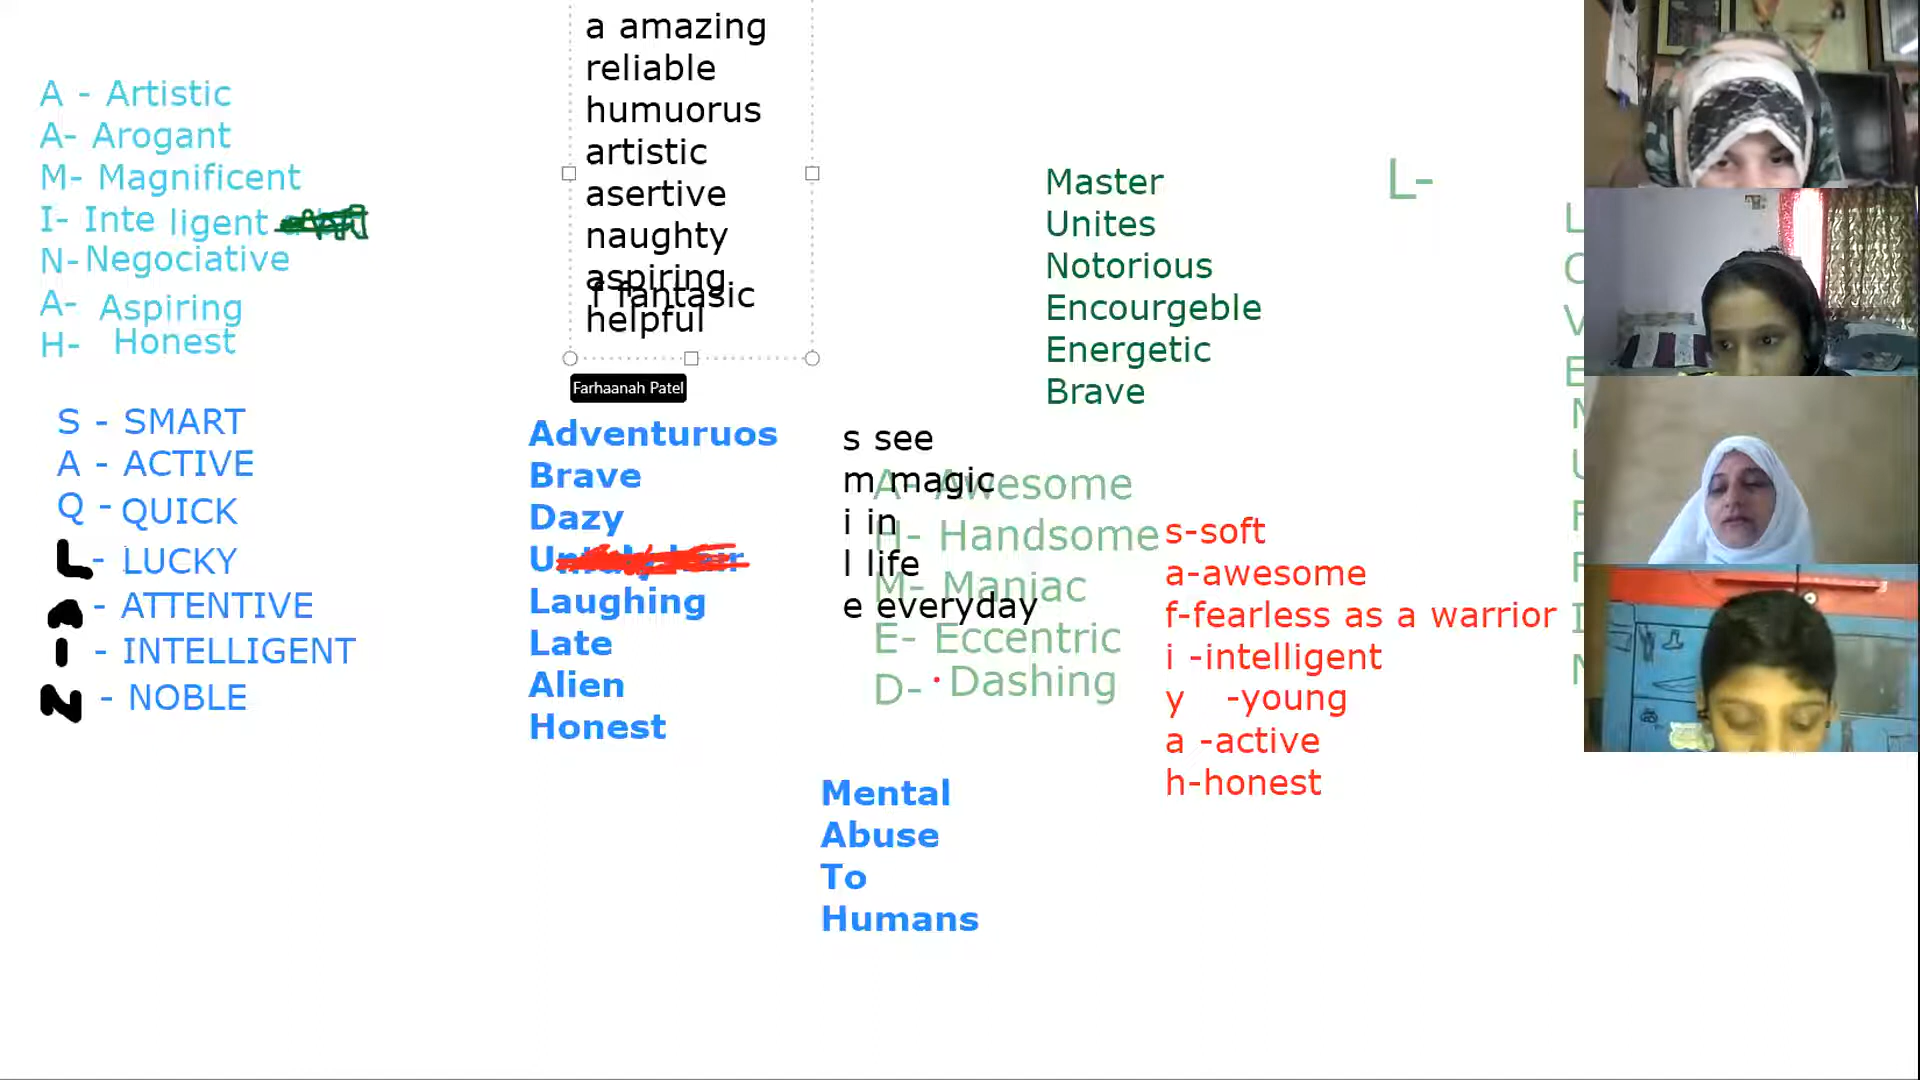 A - Artistic
A- Arogant
M- Magnificent
I- Inte ligent
N-Negociative
A- Aspiring
H- Honest
S - SMART
A - ACTIVE
Q - QUICK
L- LUCKY
A - ATTENTIVE
I - INTELLIGENT
N - NOBLE
a amazing
reliable
humuorus
artistic
asertive
naughty
aspiring
f fantasic
helpful
Farhaanah Patel
Adventuruos
Brave
Dazy
Laughing
Late
Alien
Honest
s see
m magic
i in
l life
e everyday
A- Awesome
H- Handsome
M- Maniac
E- Eccentric
D- Dashing
Mental
Abuse
To
Humans
Master
Unites
Notorious
Encourgeble
Energetic
Brave
s-soft
a-awesome
f-fearless as a warrior
i -intelligent
y -young
a -active
h-honest
L-